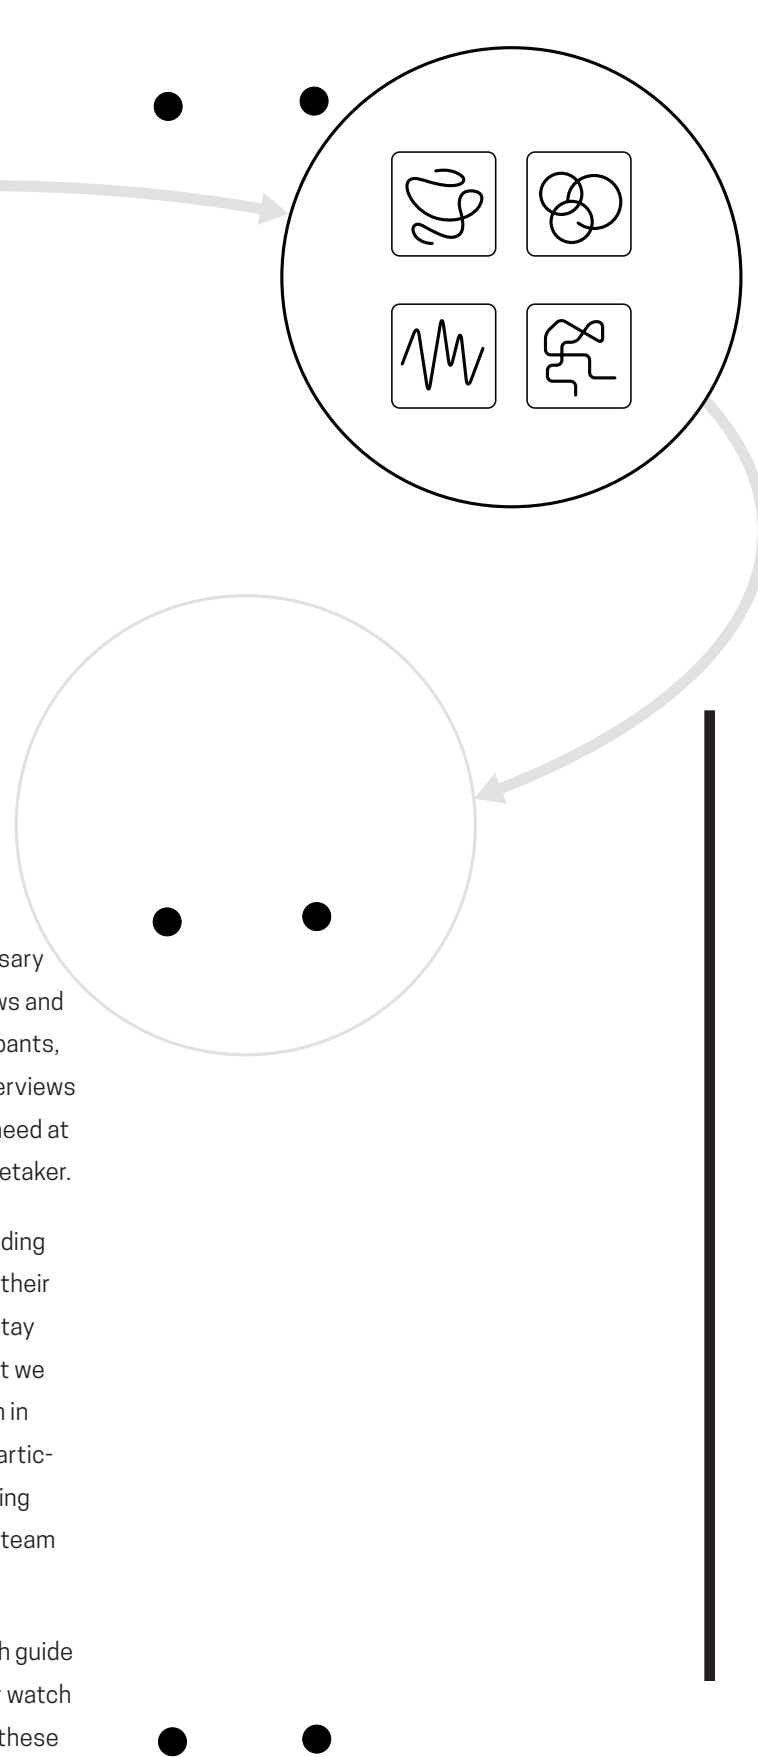 sary
ws and
pants,
erviews
need at
etaker.
ding
their
tay
t we
n in
artic-
ing
team
h guide
r watch
these